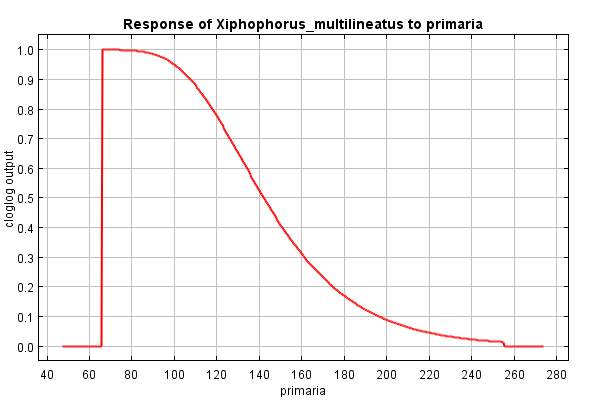 Response of Xiphophorus_multilineatus to primaria
cloglog output
1.0
0.9
0.8
0.7
0.6
0.5
0.4
0.3
0.2
0.1
0.0
40 60 80 100 120 140 160 180 200 220 240 260 280
primaria